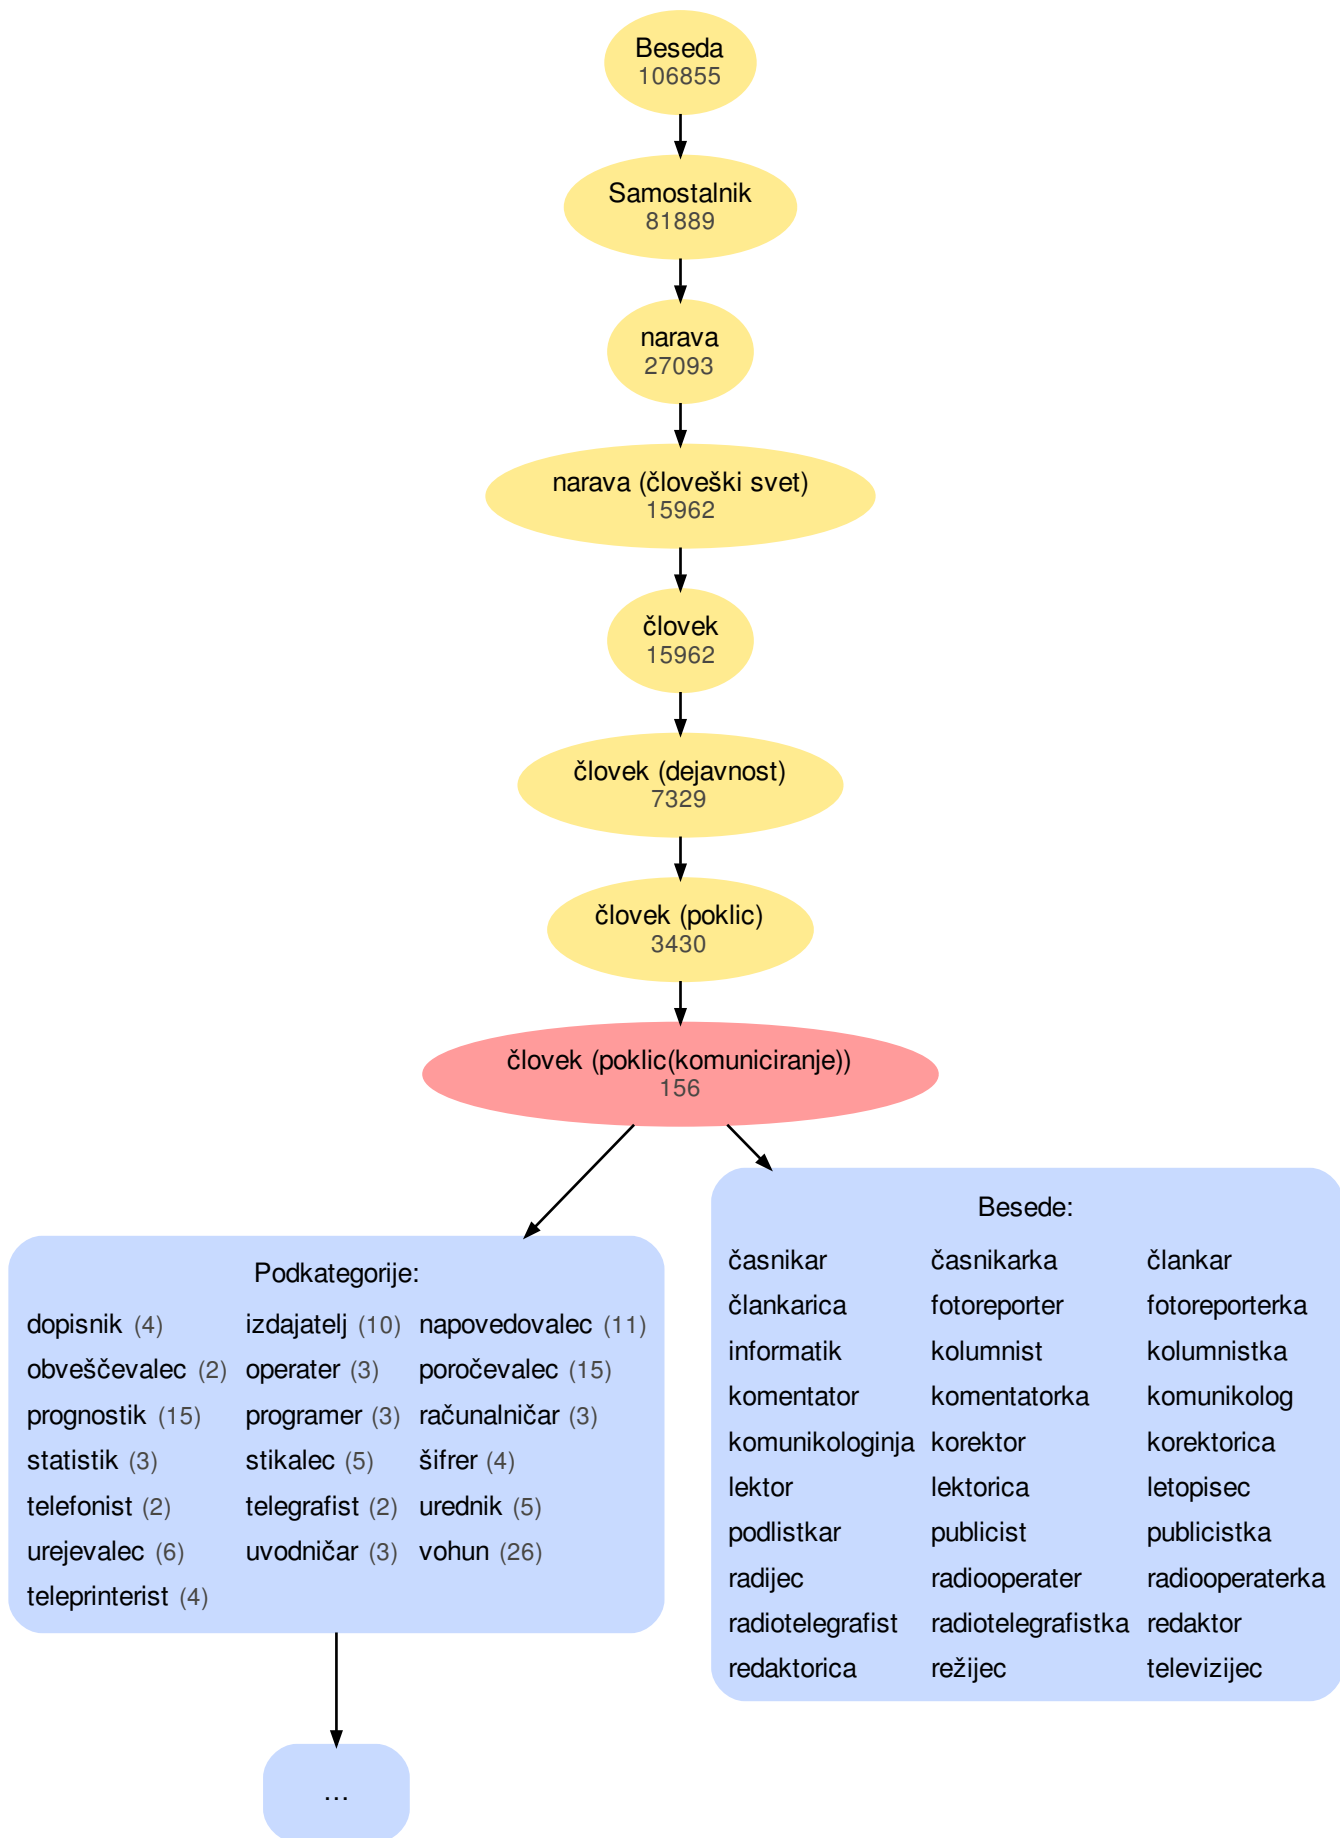 Beseda
106855
Samostalnik
81889
narava
27093
narava (človeški svet)
15962
človek
15962
človek (dejavnost)
7329
človek (poklic)
3430
človek (poklic(komuniciranje))
156
Podkategorije:
dopisnik (4) izdajatelj (10) napovedovalec (11)
obveščevalec (2) operater (3) poročevalec (15)
prognostik (15) programer (3) računalničar (3)
statistik (3) stikalec (5) šifrer (4)
telefonist (2) telegrafist (2) urednik (5)
urejevalec (6) uvodničar (3) vohun (26)
teleprinterist (4)
...
Besede:
časnikar časnikarka člankar
člankarica fotoreporter fotoreporterka
informatik kolumnist kolumnistka
komentator komentatorka komunikolog
komunikologinja korektor korektorica
lektor lektorica letopisec
podlistkar publicist publicistka
radijec radiooperater radiooperaterka
radiotelegrafist radiotelegrafistka redaktor
redaktorica režijec televizijec